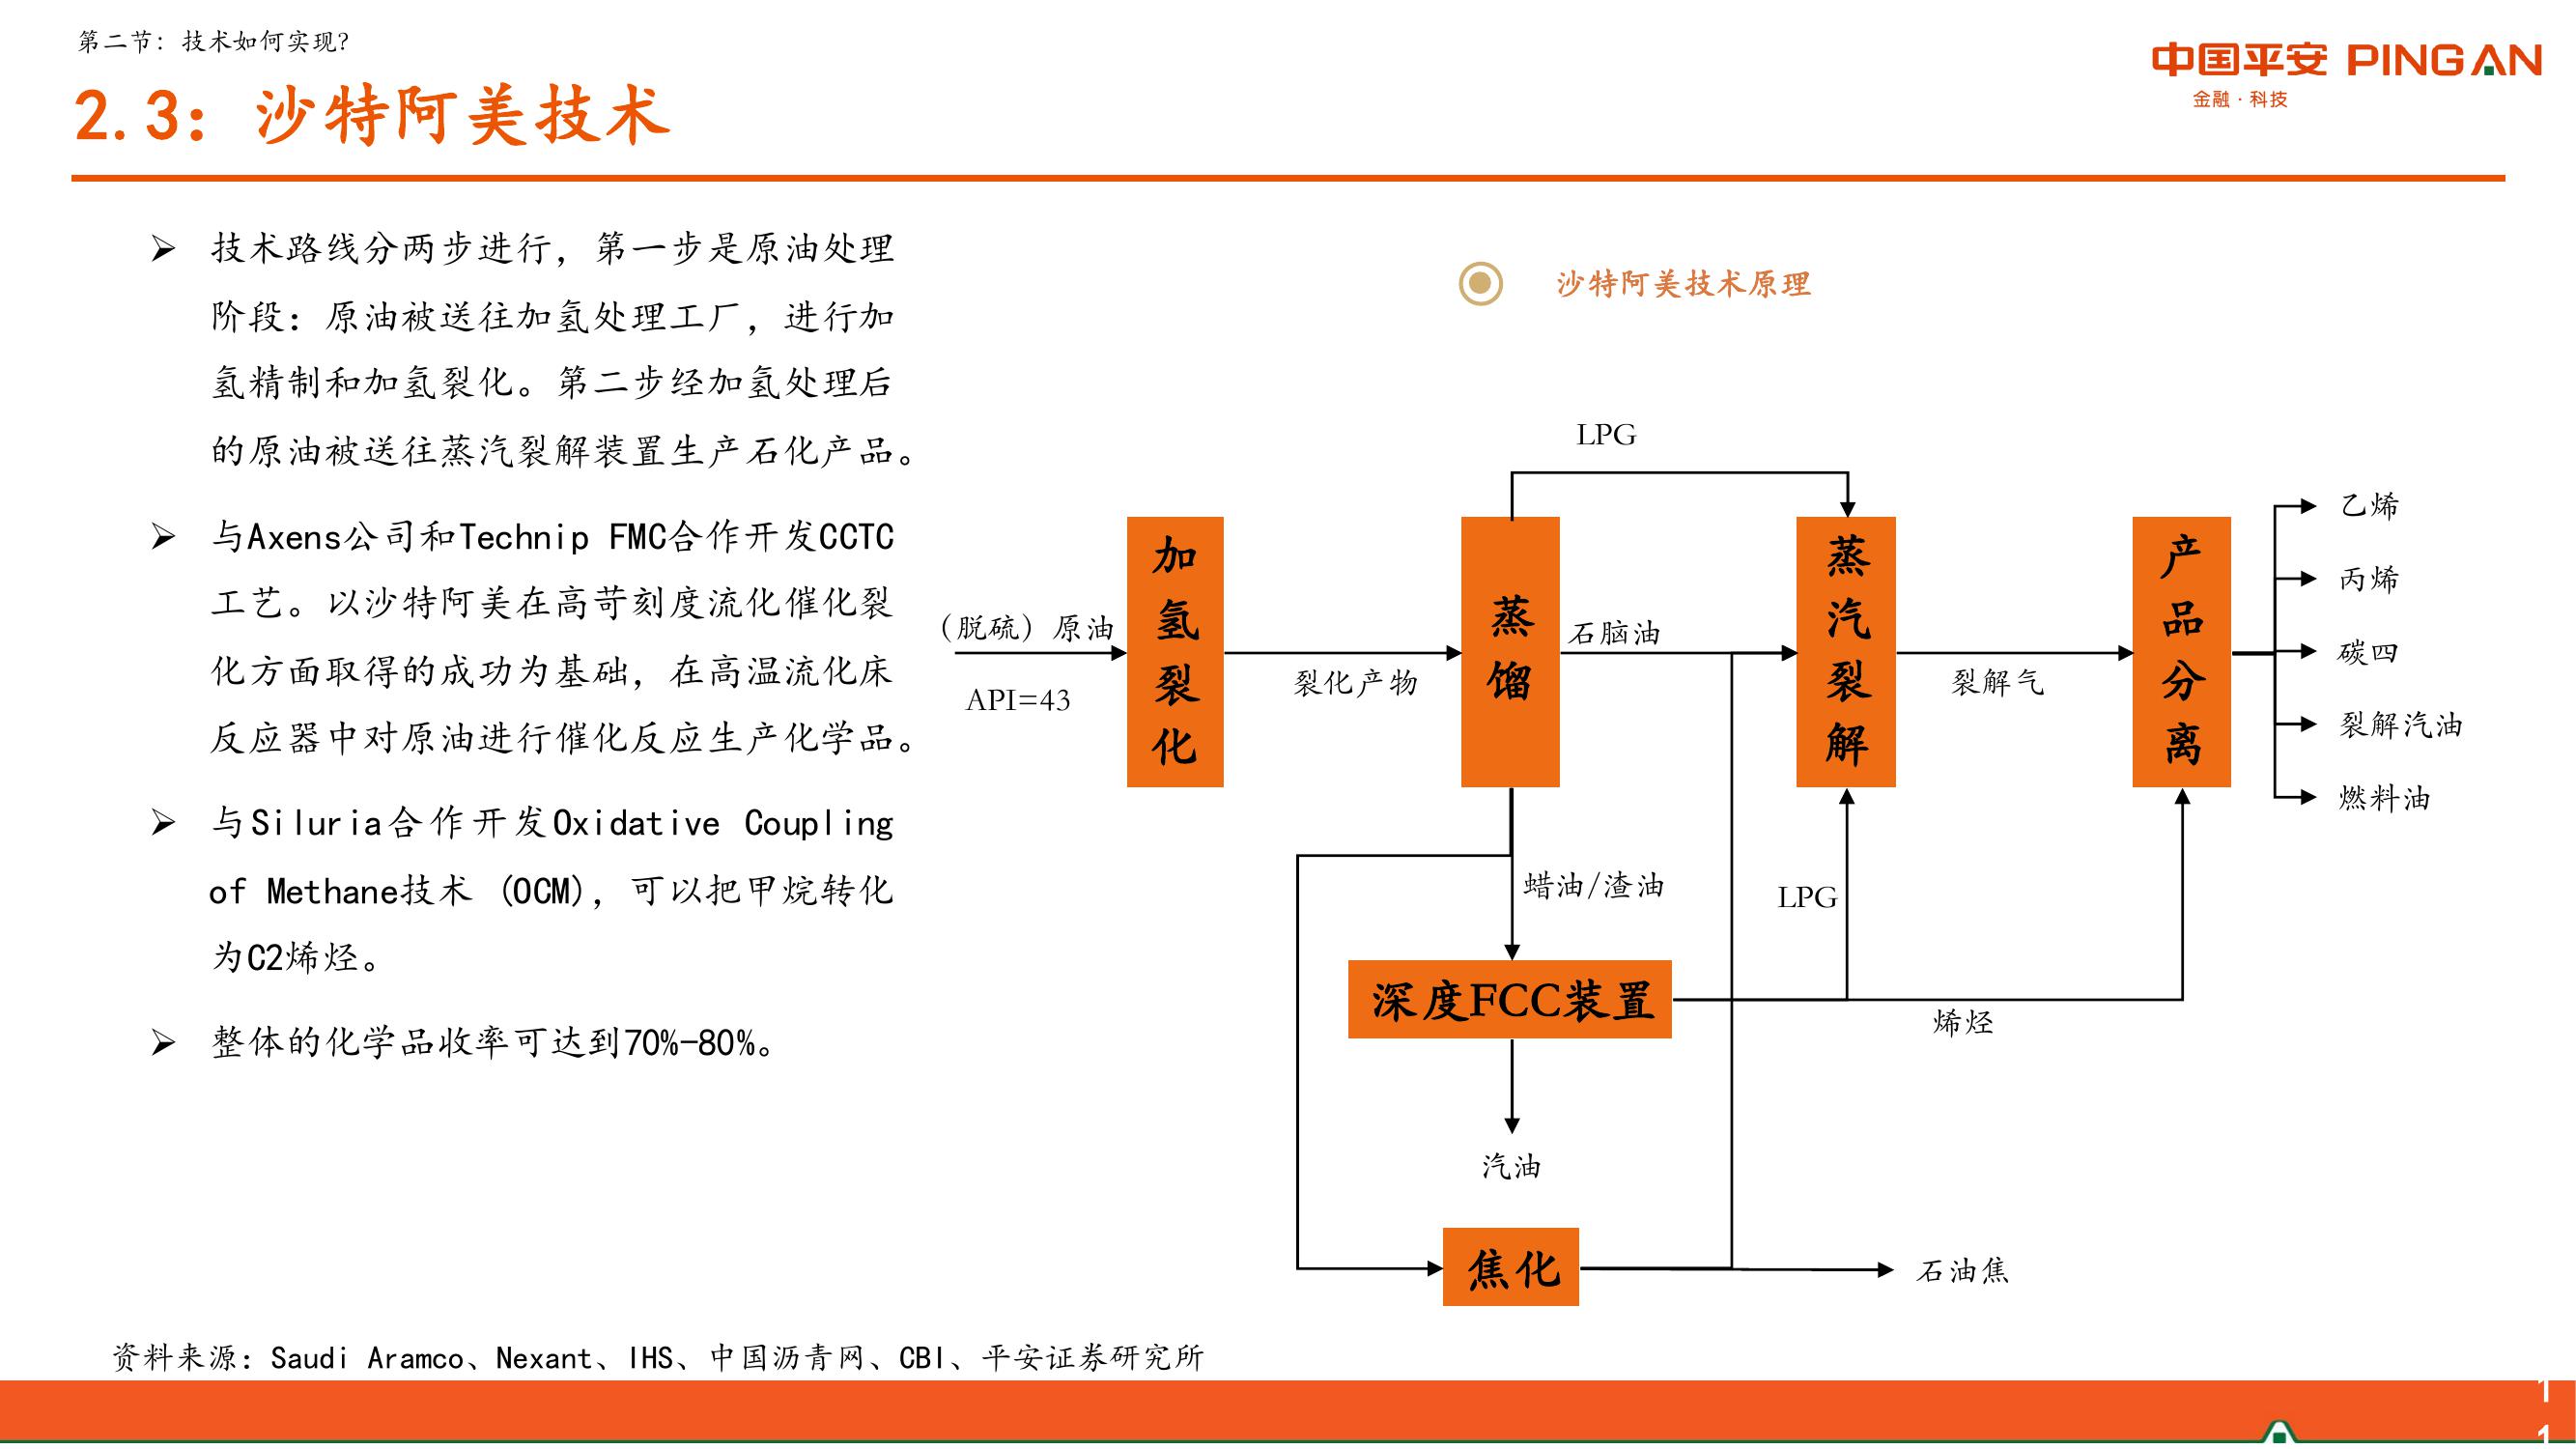 第二节：技术如何实现?
2.3：沙特阿美技术
中国平安 PINGAN
金融·科技
➢ 技术路线分两步进行，第一步是原油处理
阶段：原油被送往加氢处理工厂，进行加
氢精制和加氢裂化。第二步经加氢处理后
的原油被送往蒸汽裂解装置生产石化产品。
➢ 与Axens公司和Technip FMC合作开发CCTC
工艺。以沙特阿美在高苛刻度流化催化裂
化方面取得的成功为基础，在高温流化床
反应器中对原油进行催化反应生产化学品。
➢ 与Siluria合作开发Oxidative Coupling
of Methane技术 (OCM)，可以把甲烷转化
为C2烯烃。
➢ 整体的化学品收率可达到70%-80%。
沙特阿美技术原理
LPG
（脱硫）原油
API=43
加氢裂化
裂化产物
蒸馏
石脑油
蒸汽裂解
裂解气
产品分离
乙烯
丙烯
碳四
裂解汽油
燃料油
蜡油/渣油
LPG
深度FCC装置
烯烃
汽油
焦化
石油焦
资料来源：Saudi Aramco、Nexant、IHS、中国沥青网、CBI、平安证券研究所
1
1